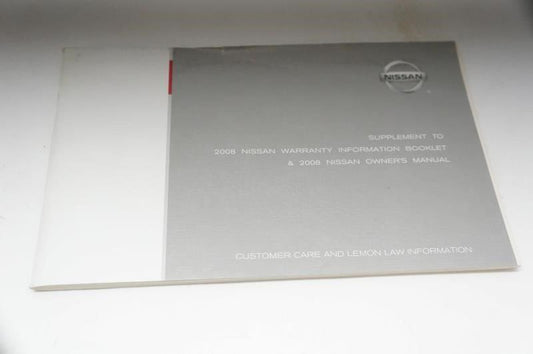 NISSAN
SUPPLEMENT TO
2008 NISSAN WARRANTY INFORMATION BOOKLET
& 2008 NISSAN OWNER'S MANUAL
CUSTOMER CARE AND LEMON LAW INFORMATION